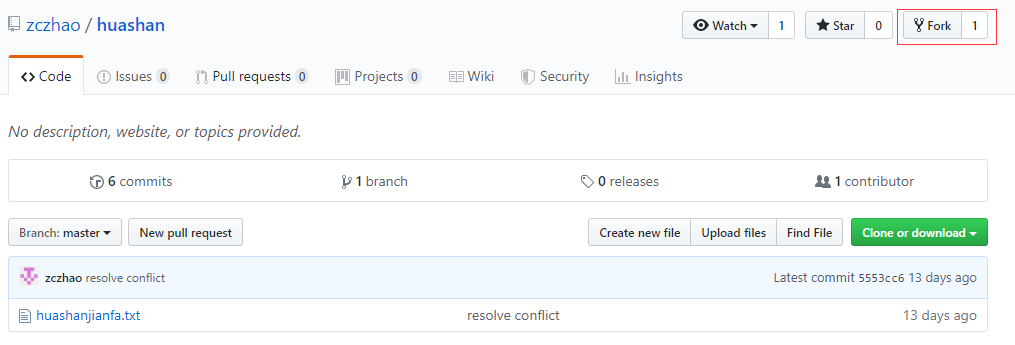 zczhao / huashan
Watch 1 Star 0 Fork 1
Code Issues 0 Pull requests 0 Projects 0 Wiki Security Insights
No description, website, or topics provided.
6 commits 1 branch 0 releases 1 contributor
Branch: master New pull request Create new file Upload files Find File Clone or download
zczhao resolve conflict Latest commit 5553cc6 13 days ago
huashanjianfa.txt resolve conflict 13 days ago